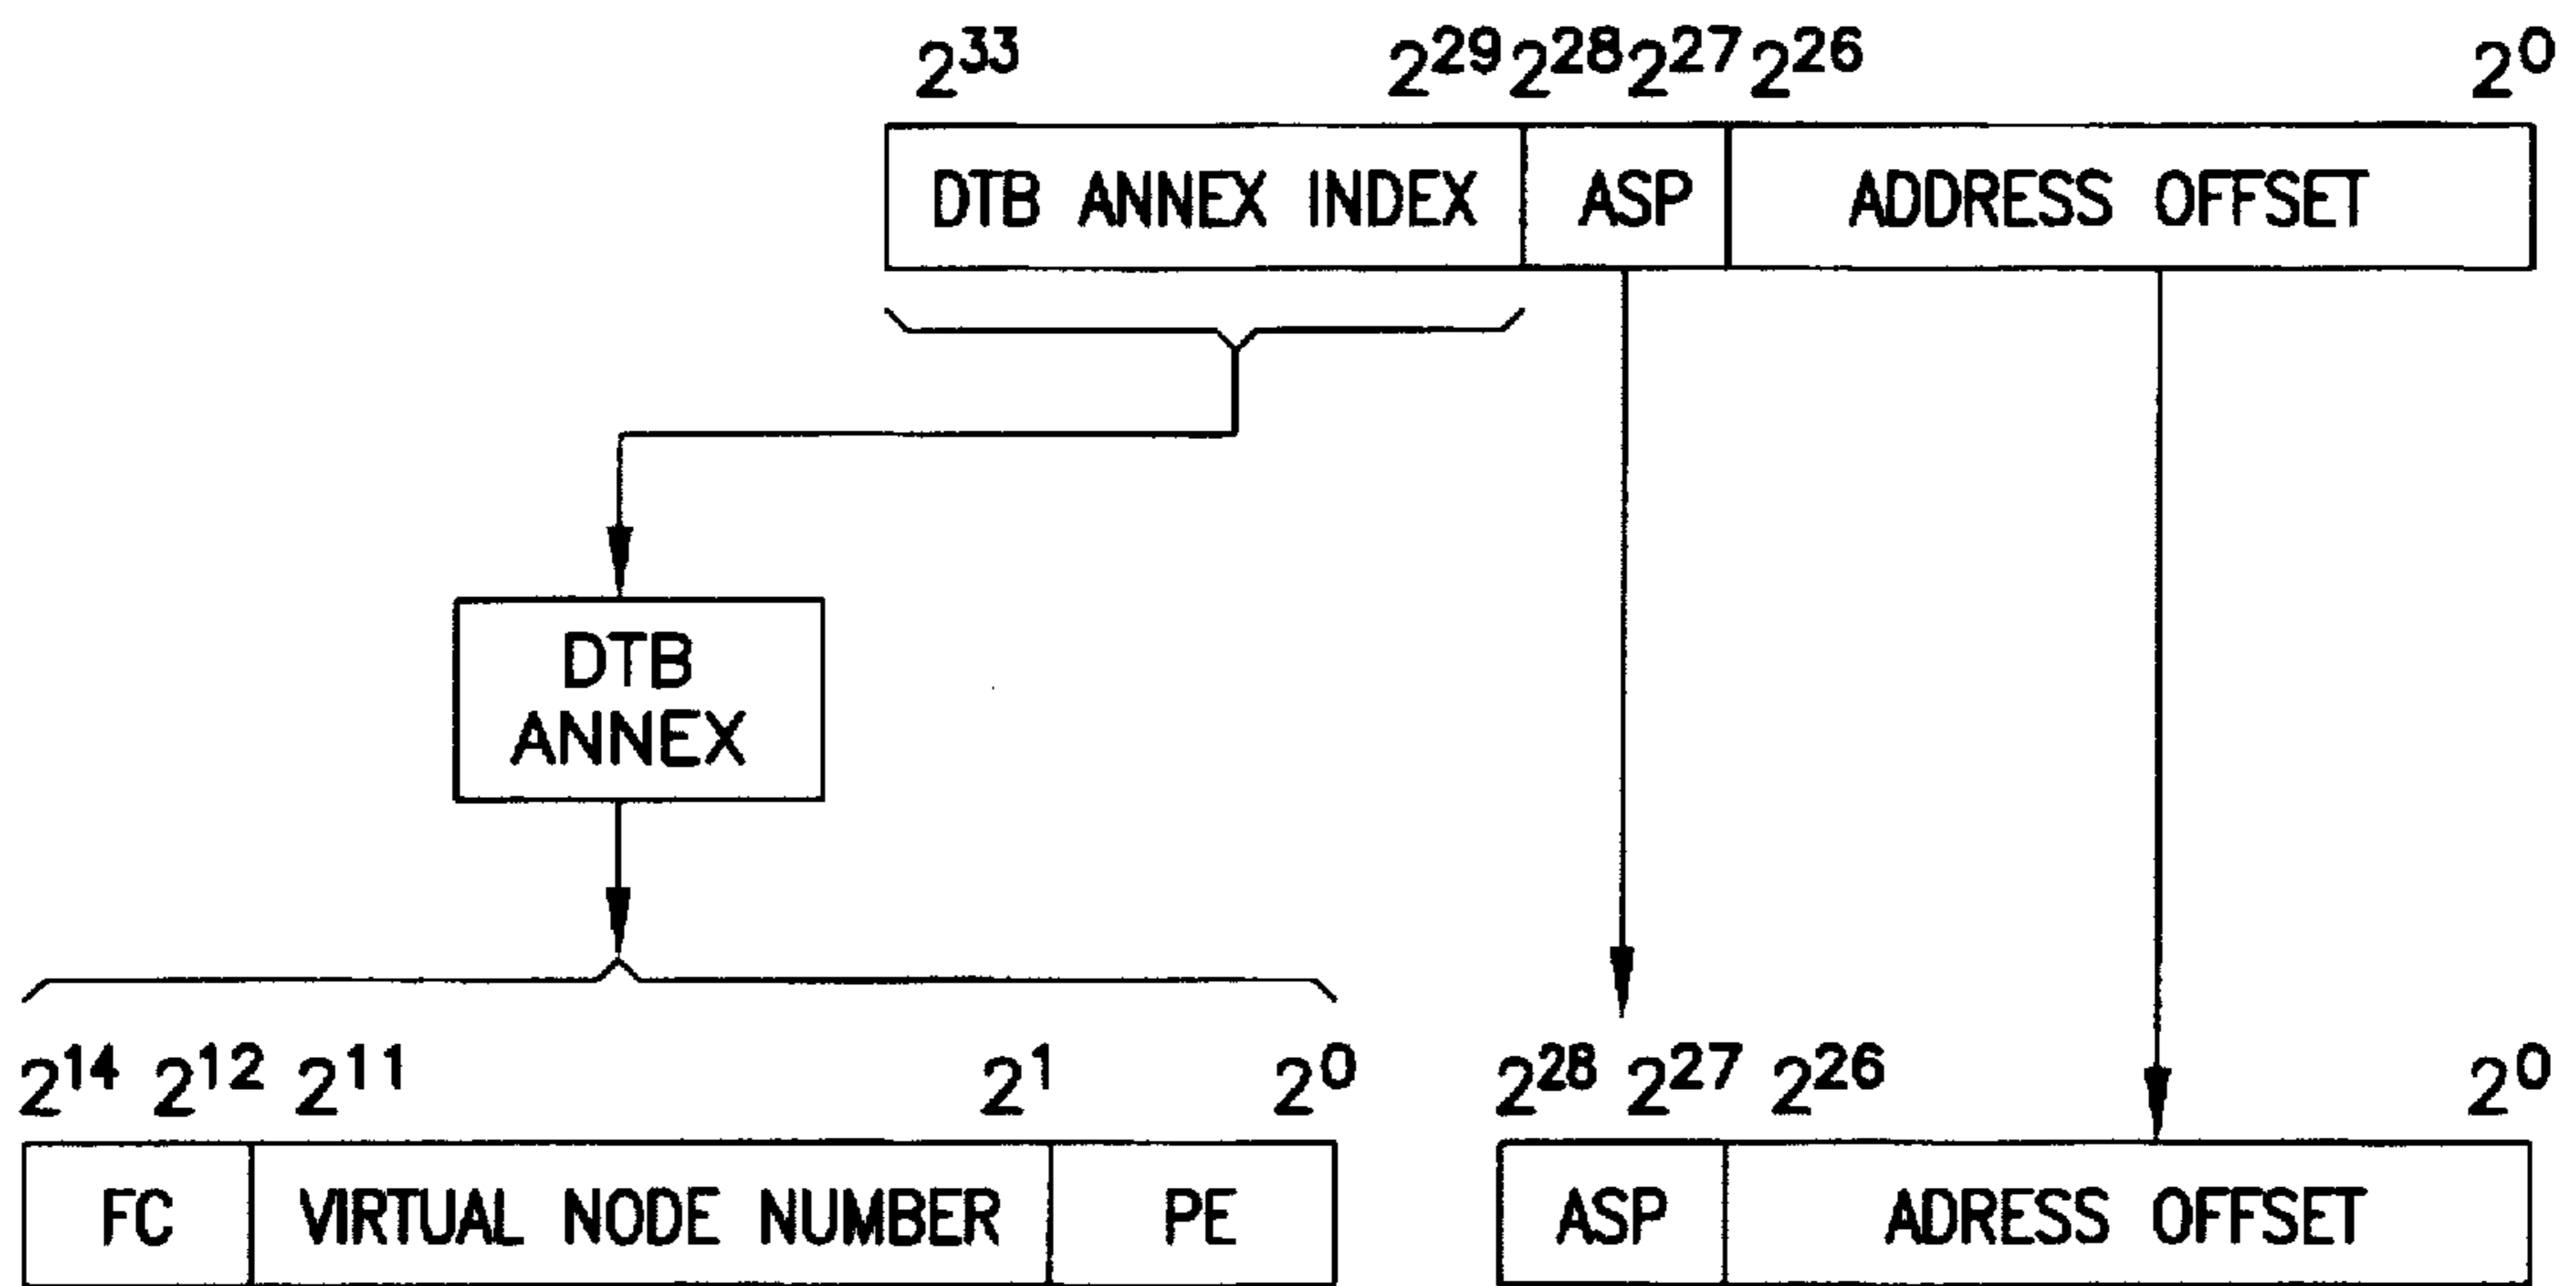 2^33 2^29 2^28 2^27 2^26 2^0
DTB ANNEX INDEX ASP ADDRESS OFFSET
DTB
ANNEX
2^14 2^12 2^11 2^1 2^0 2^28 2^27 2^26 2^0
FC VIRTUAL NODE NUMBER PE ASP ADRESS OFFSET